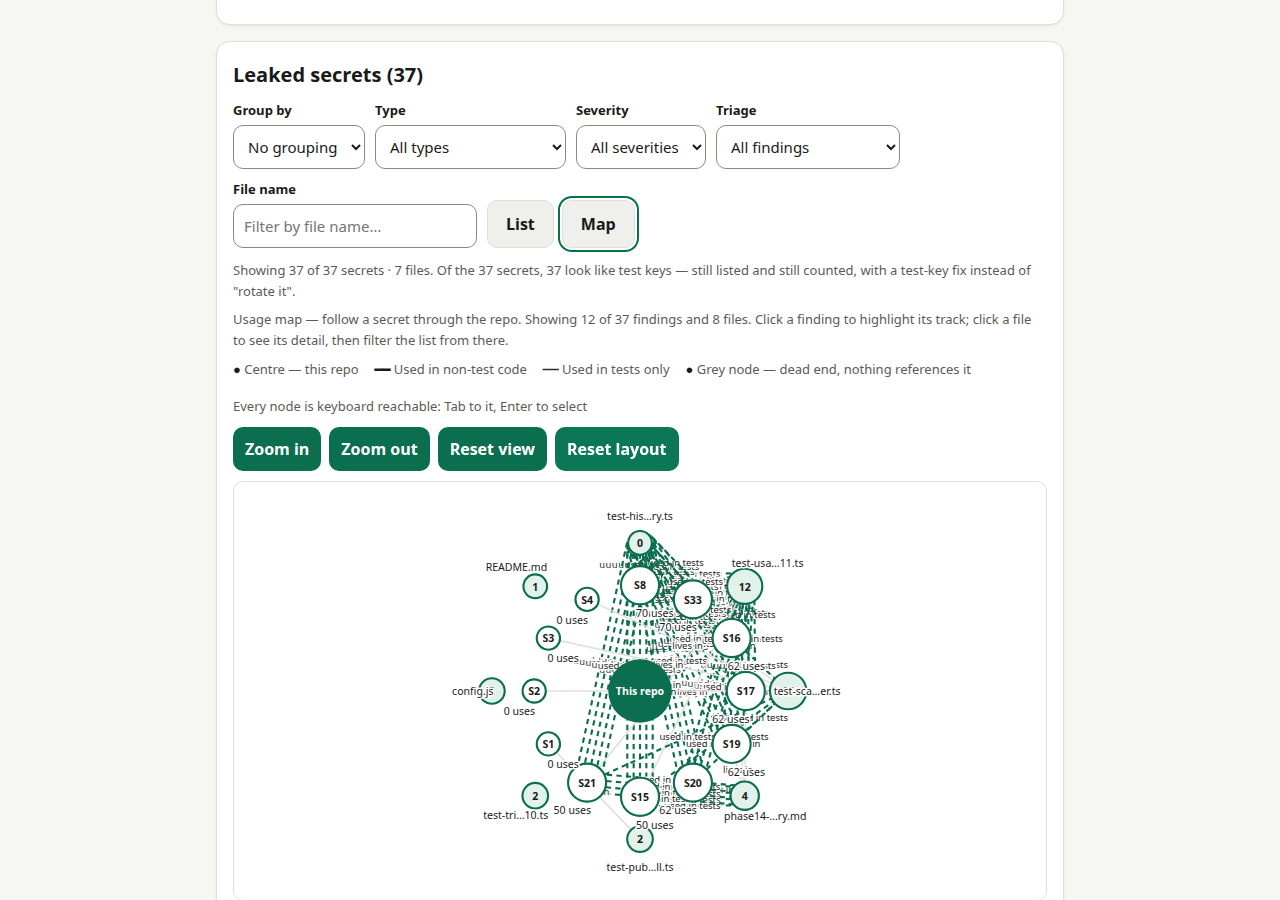 Leaked secrets (37)
Group by Type Severity Triage
No grouping All types All severities All findings
File name
Filter by file name... List Map
Showing 37 of 37 secrets · 7 files. Of the 37 secrets, 37 look like test keys — still listed and still counted, with a test-key fix instead of
"rotate it".
Usage map — follow a secret through the repo. Showing 12 of 37 findings and 8 files. Click a finding to highlight its track; click a file
to see its detail, then filter the list from there.
● Centre — this repo ━━ Used in non-test code ┅┅ Used in tests only ● Grey node — dead end, nothing references it
Every node is keyboard reachable: Tab to it, Enter to select
Zoom in Zoom out Reset view Reset layout
test-his...ry.ts
0
README.md
test-usa...11.ts
1
S4
S8
S33
12
0 uses
70 uses
70 uses
S3
S16
0 uses
62 uses
config.js
S2
This repo
S17
test-sca...er.ts
0 uses
62 uses
S1
S19
0 uses
62 uses
S21
S15
S20
2
4
50 uses
62 uses
test-tri...10.ts
phase14-...ry.md
50 uses
2
test-pub...ll.ts